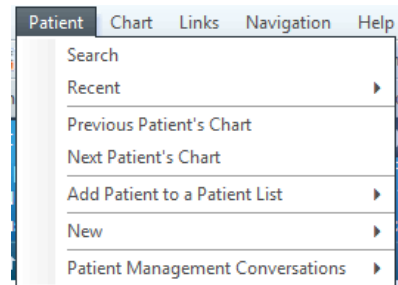 Patient Chart Links Navigation Help
Search
Recent
Previous Patient's Chart
Next Patient's Chart
Add Patient to a Patient List
New
Patient Management Conversations